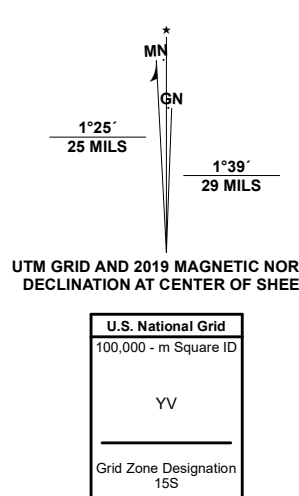 ★
MN
GN
1°25´
25 MILS
1°39´
29 MILS
UTM GRID AND 2019 MAGNETIC NOR
DECLINATION AT CENTER OF SHEE
U.S. National Grid
100,000 - m Square ID
YV
Grid Zone Designation
15S